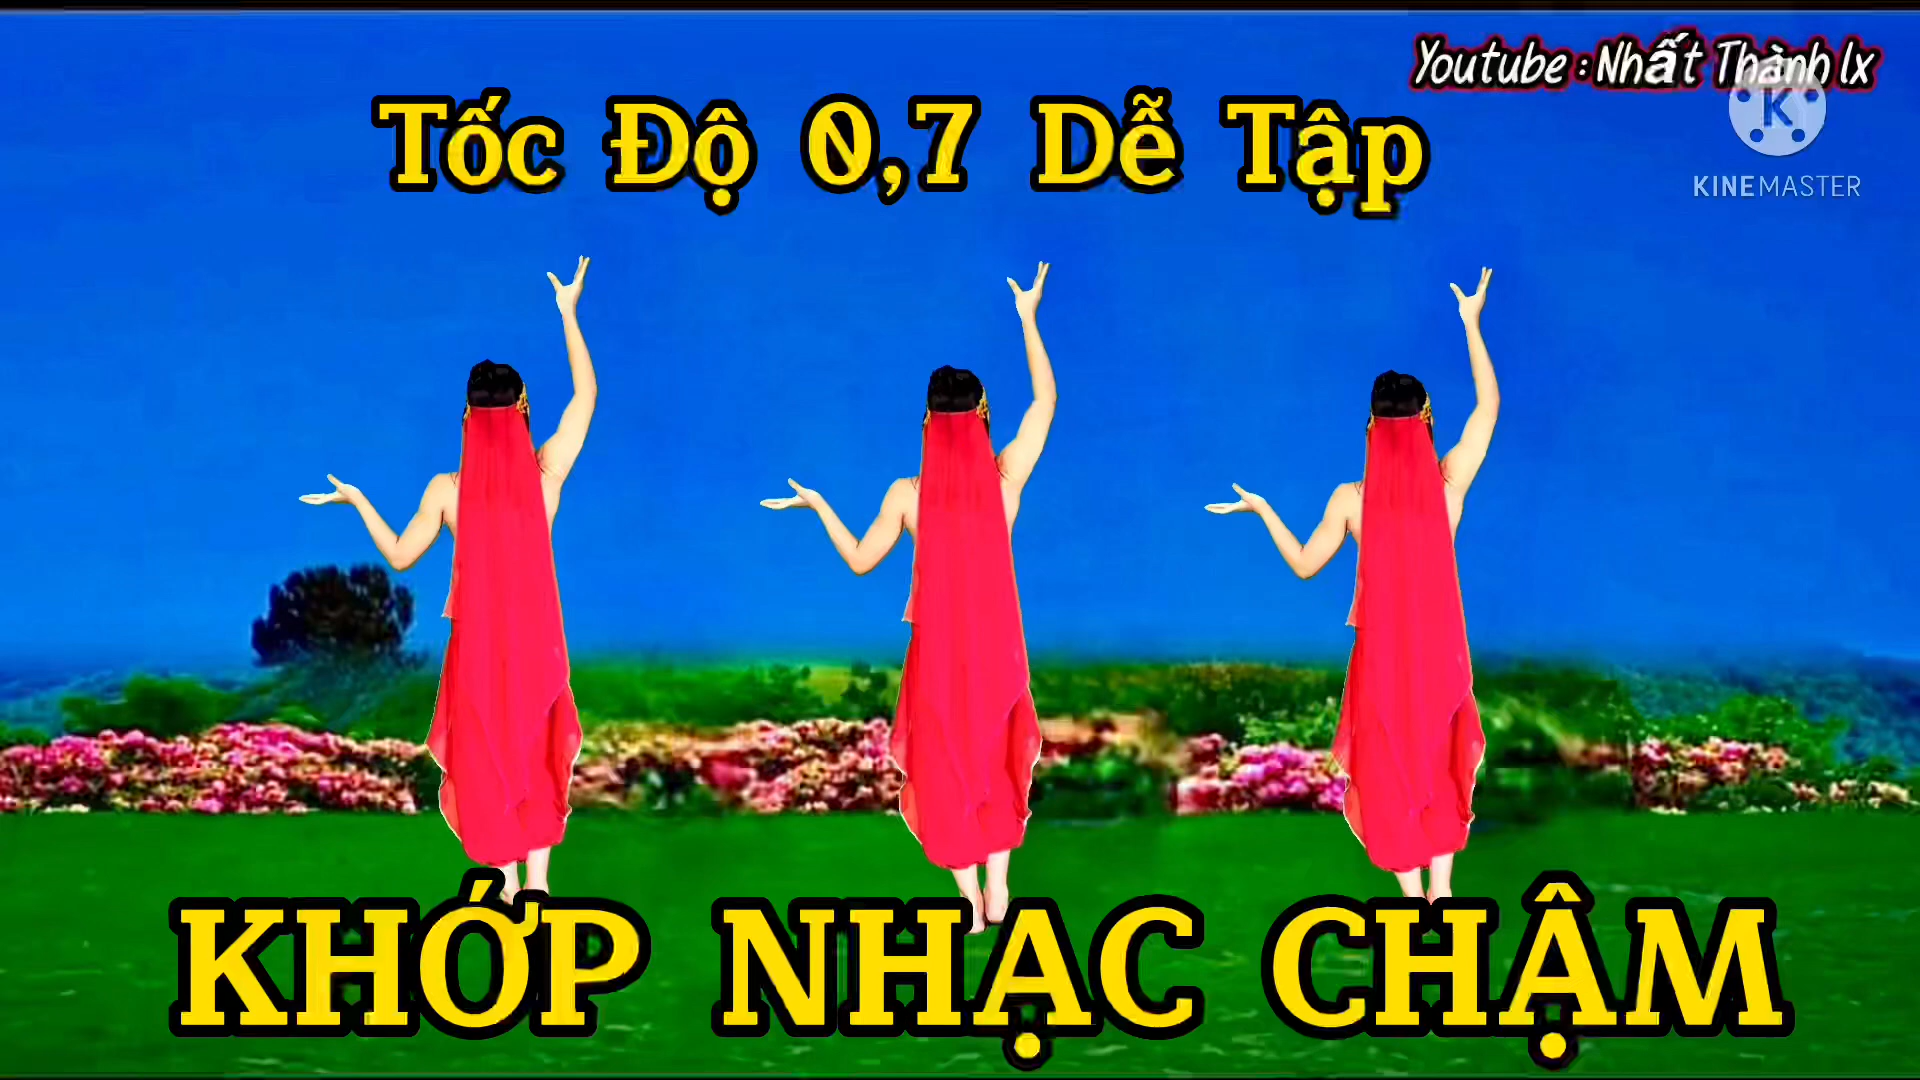 Youtube : Nhất Thành lx
Tốc Độ 0,7 Dễ Tập
KINEMASTER
KHỚP NHẠC CHẬM